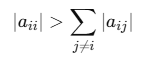 |a_{ii}| > \sum_{j \neq i} |a_{ij}|